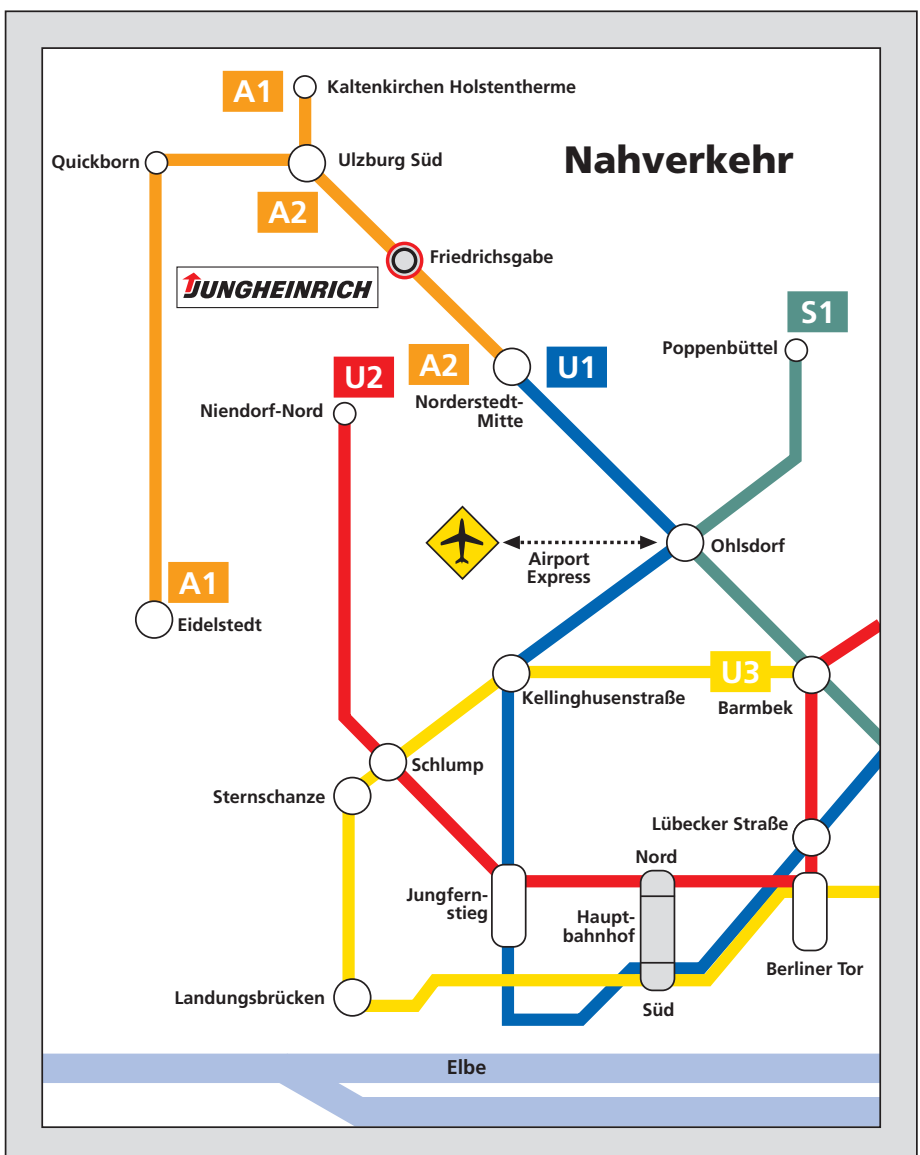 A1
Kaltenkirchen Holstentherme
Quickborn
Ulzburg Süd
Nahverkehr
A2
Friedrichsgabe
JUNGHEINRICH
S1
Poppenbüttel
U2
A2
U1
Niendorf-Nord
Norderstedt-
Mitte
Ohlsdorf
Airport
Express
A1
Eidelstedt
U3
Kellinghusenstraße
Barmbek
Schlump
Sternschanze
Lübecker Straße
Nord
Jungfern-
stieg
Haupt-
bahnhof
Berliner Tor
Landungsbrücken
Süd
Elbe